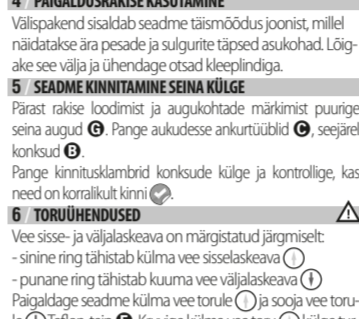 4 / PAIGALDUSRAKISE KASUTAMINE
Välispakend sisaldab seadme täismõõdus joonist, millel
näidatakse ära pesade ja sulgurite täpsed asukohad. Lõig-
ake see välja ja ühendage otsad kleeplindiga.
5 / SEADME KINNITAMINE SEINA KÜLGE
Pärast rakise loodimist ja augukohtade märkimist puurige
seina augud G. Pange aukudesse ankurtüüblid C, seejärel
konksud B.
Pange kinnitusklambrid konksude külge ja kontrollige, kas
need on korralikult kinni.
6 / TORUÜHENDUSED
Vee sisse- ja väljalaskeava on märgistatud järgmiselt:
- sinine ring tähistab külma vee sisselaskeava
- punane ring tähistab kuuma vee väljalaskeava
Paigaldage seadme külma vee torule ja sooja vee toru-